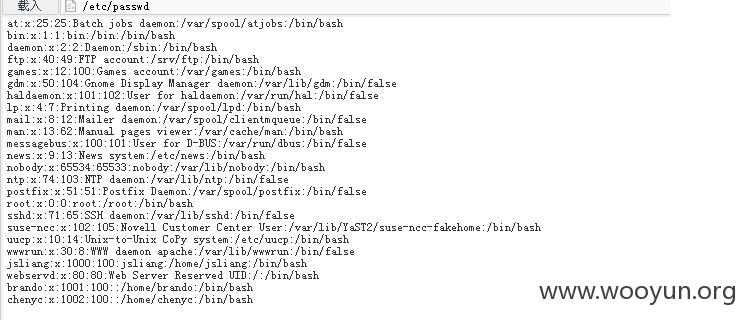 载入
/etc/passwd
at:x:25:25:Batch jobs daemon:/var/spool/atjobs:/bin/bash
bin:x:1:1:bin:/bin:/bin/bash
daemon:x:2:2:Daemon:/sbin:/bin/bash
ftp:x:40:49:FTP account:/srv/ftp:/bin/bash
games:x:12:100:Games account:/var/games:/bin/bash
gdm:x:50:104:Gnome Display Manager daemon:/var/lib/gdm:/bin/false
haldaemon:x:101:102:User for haldaemon:/var/run/hal:/bin/false
lp:x:4:7:Printing daemon:/var/spool/lpd:/bin/bash
mail:x:8:12:Mailer daemon:/var/spool/clientmqueue:/bin/false
man:x:13:62:Manual pages viewer:/var/cache/man:/bin/bash
messagebus:x:100:101:User for D-BUS:/var/run/dbus:/bin/false
news:x:9:13:News system:/etc/news:/bin/bash
nobody:x:65534:65533:nobody:/var/lib/nobody:/bin/bash
ntp:x:74:103:NTP daemon:/var/lib/ntp:/bin/false
postfix:x:51:51:Postfix Daemon:/var/spool/postfix:/bin/false
root:x:0:0:root:/root:/bin/bash
sshd:x:71:65:SSH daemon:/var/lib/sshd:/bin/false
suse-ncc:x:102:105:Novell Customer Center User:/var/lib/YaST2/suse-ncc-fakehome:/bin/bash
uucp:x:10:14:Unix-to-Unix CoPy system:/etc/uucp:/bin/bash
wwwrun:x:30:8:WWW daemon apache:/var/lib/wwwrun:/bin/false
jsliang:x:1000:100:jsliang:/home/jsliang:/bin/bash
webservd:x:80:80:Web Server Reserved UID:/:/bin/bash
brando:x:1001:100::/home/brando:/bin/bash
chenyc:x:1002:100::/home/chenyc:/bin/bash
www.wooyun.org